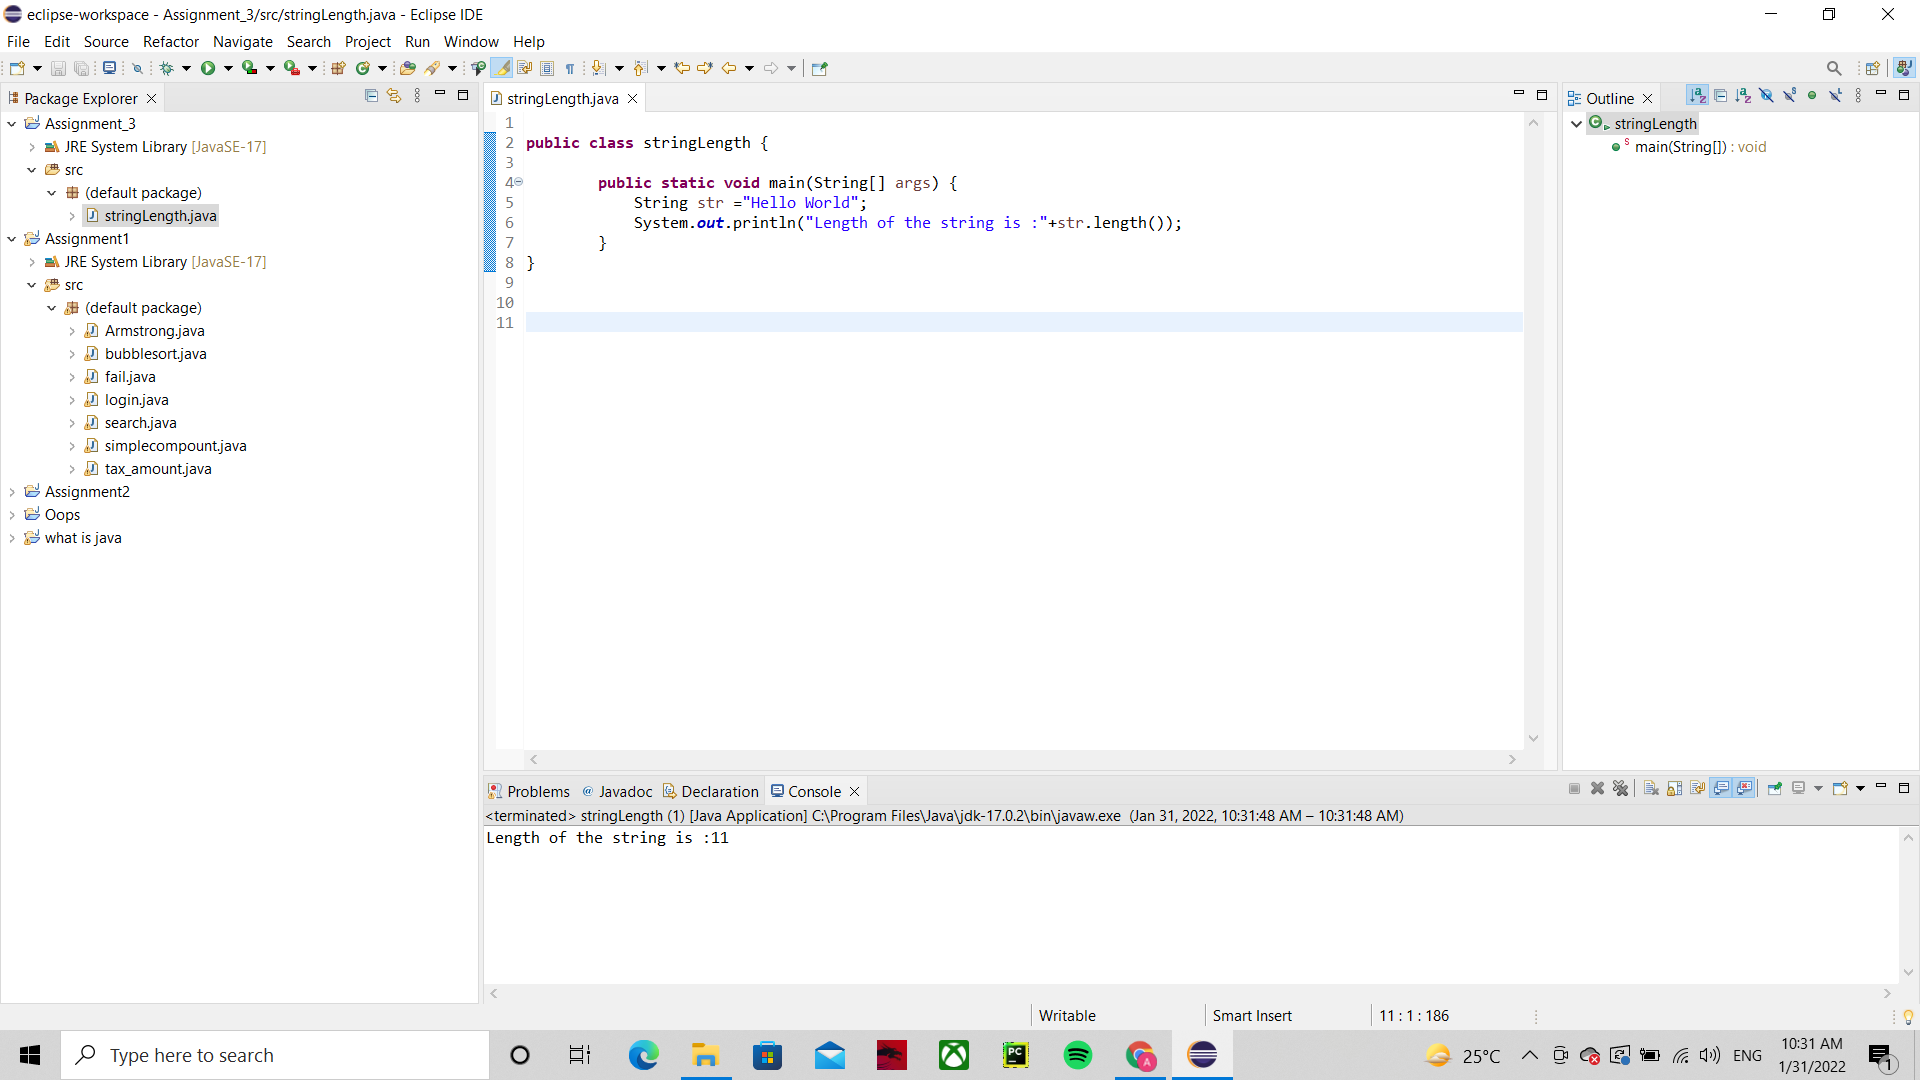 eclipse-workspace - Assignment_3/src/stringLength.java - Eclipse IDE
File Edit Source Refactor Navigate Search Project Run Window Help
Package Explorer
Assignment_3
JRE System Library [JavaSE-17]
src
(default package)
stringLength.java
Assignment1
JRE System Library [JavaSE-17]
src
(default package)
Armstrong.java
bubblesort.java
fail.java
login.java
search.java
simplecompount.java
tax_amount.java
Assignment2
Oops
what is java
stringLength.java
1
2 public class stringLength {
3
4 public static void main(String[] args) {
5 String str ="Hello World";
6 System.out.println("Length of the string is :"+str.length());
7 }
8 }
9
10
11
Outline
stringLength
main(String[]) : void
Problems @ Javadoc Declaration Console
<terminated> stringLength (1) [Java Application] C:\Program Files\Java\jdk-17.0.2\bin\javaw.exe (Jan 31, 2022, 10:31:48 AM – 10:31:48 AM)
Length of the string is :11
Writable Smart Insert 11 : 1 : 186
Type here to search
PC
A
25°C ENG
10:31 AM
1/31/2022
1